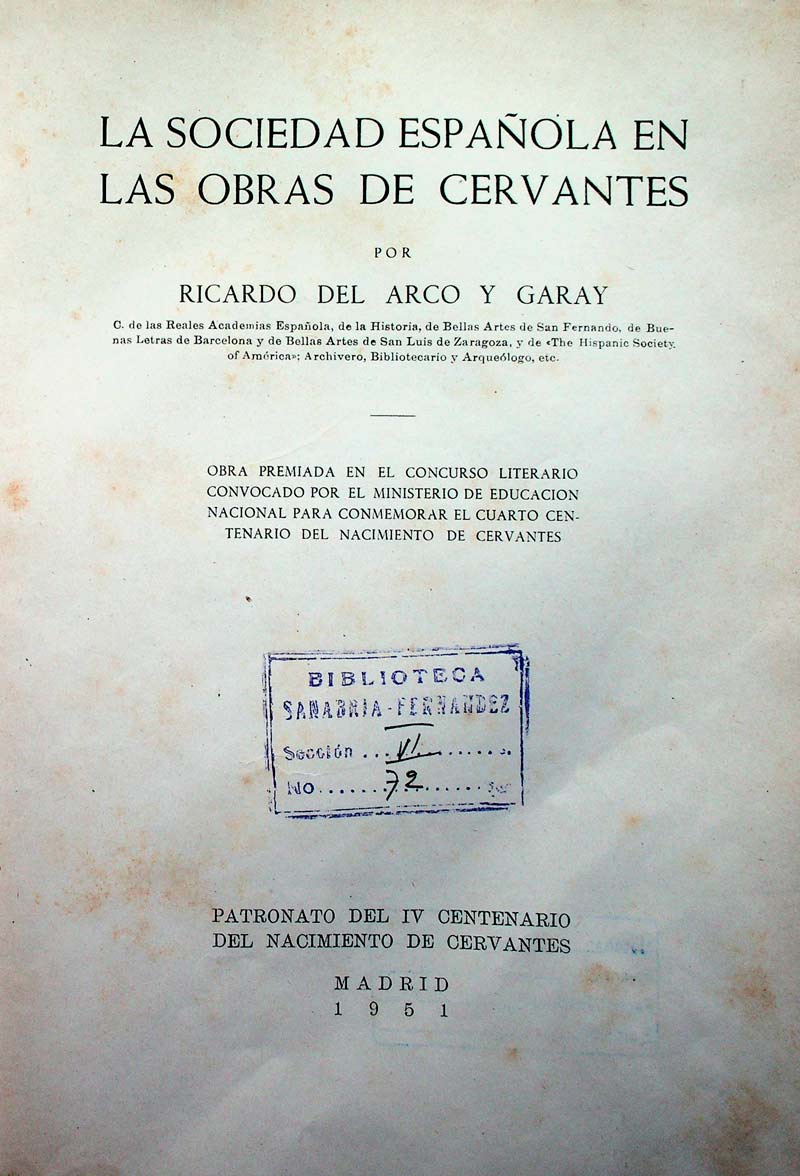 LA SOCIEDAD ESPAÑOLA EN
LAS OBRAS DE CERVANTES
POR
RICARDO DEL ARCO Y GARAY
C. de las Reales Academias Española, de la Historia, de Bellas Artes de San Fernando, de Bue-
nas Letras de Barcelona y de Bellas Artes de San Luis de Zaragoza, y de «The Hispanic Society
of América»; Archivero, Bibliotecario y Arqueólogo, etc.
OBRA PREMIADA EN EL CONCURSO LITERARIO
CONVOCADO POR EL MINISTERIO DE EDUCACION
NACIONAL PARA CONMEMORAR EL CUARTO CEN-
TENARIO DEL NACIMIENTO DE CERVANTES
BIBLIOTECA
SANABRIA-FERNANDEZ
Sección ... VI.......
NO....... 72 ......
PATRONATO DEL IV CENTENARIO
DEL NACIMIENTO DE CERVANTES
MADRID
1951